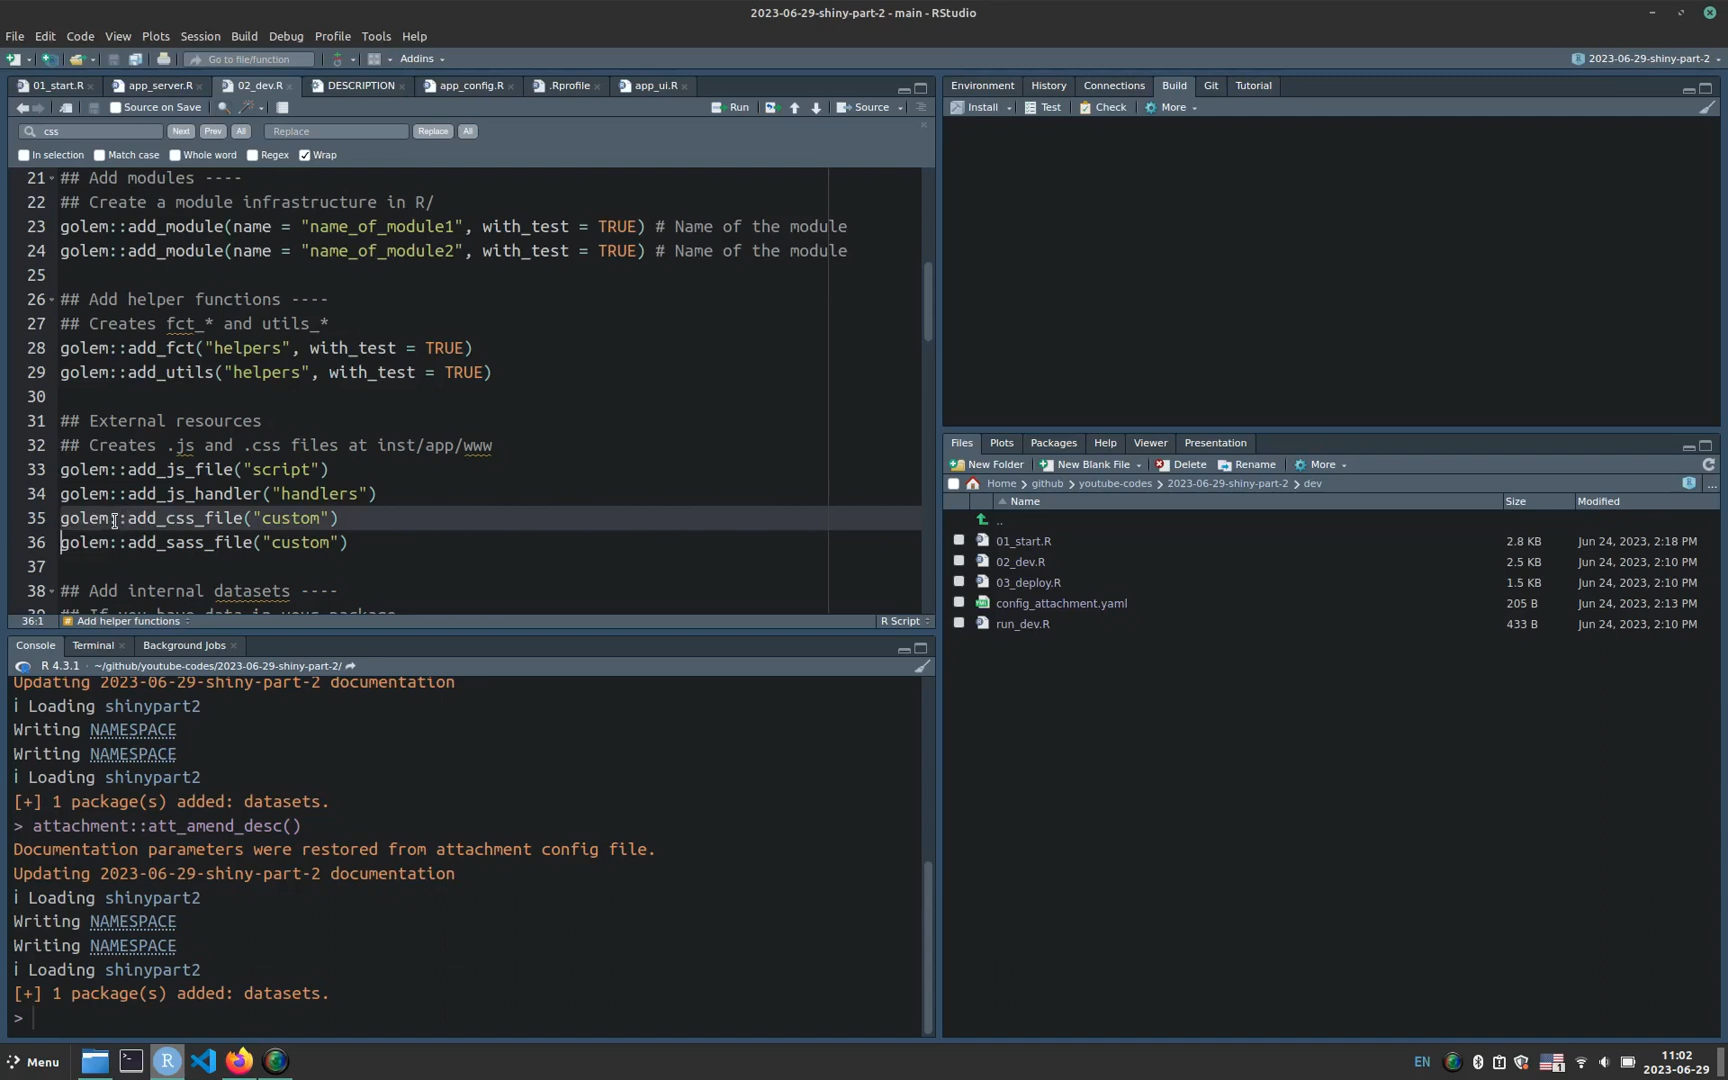 2023-06-29-shiny-part-2 - main - RStudio
File Edit Code View Plots Session Build Debug Profile Tools Help
Go to file/function Addins 2023-06-29-shiny-part-2
01_start.R app_server.R 02_dev.R DESCRIPTION app_config.R .Rprofile app_ui.R
Source on Save Run Source
css Next Prev All Replace Replace All
In selection Match case Whole word Regex Wrap
21 ## Add modules ----
22 ## Create a module infrastructure in R/
23 golem::add_module(name = "name_of_module1", with_test = TRUE) # Name of the module
24 golem::add_module(name = "name_of_module2", with_test = TRUE) # Name of the module
25
26 ## Add helper functions ----
27 ## Creates fct_* and utils_*
28 golem::add_fct("helpers", with_test = TRUE)
29 golem::add_utils("helpers", with_test = TRUE)
30
31 ## External resources
32 ## Creates .js and .css files at inst/app/www
33 golem::add_js_file("script")
34 golem::add_js_handler("handlers")
35 golem::add_css_file("custom")
36 golem::add_sass_file("custom")
37
38 ## Add internal datasets ----
39 ## If you have data in your package
36:1 Add helper functions R Script
Console Terminal Background Jobs
R 4.3.1 · ~/github/youtube-codes/2023-06-29-shiny-part-2/
Updating 2023-06-29-shiny-part-2 documentation
i Loading shinypart2
Writing NAMESPACE
Writing NAMESPACE
i Loading shinypart2
[+] 1 package(s) added: datasets.
> attachment::att_amend_desc()
Documentation parameters were restored from attachment config file.
Updating 2023-06-29-shiny-part-2 documentation
i Loading shinypart2
Writing NAMESPACE
Writing NAMESPACE
i Loading shinypart2
[+] 1 package(s) added: datasets.
>
Environment History Connections Build Git Tutorial
Install Test Check More
Files Plots Packages Help Viewer Presentation
New Folder New Blank File Delete Rename More
Home github youtube-codes 2023-06-29-shiny-part-2 dev ...
Name Size Modified
..
01_start.R 2.8 KB Jun 24, 2023, 2:18 PM
02_dev.R 2.5 KB Jun 24, 2023, 2:10 PM
03_deploy.R 1.5 KB Jun 24, 2023, 2:10 PM
config_attachment.yaml 205 B Jun 24, 2023, 2:13 PM
run_dev.R 433 B Jun 24, 2023, 2:10 PM
Menu EN 1 11:02
2023-06-29